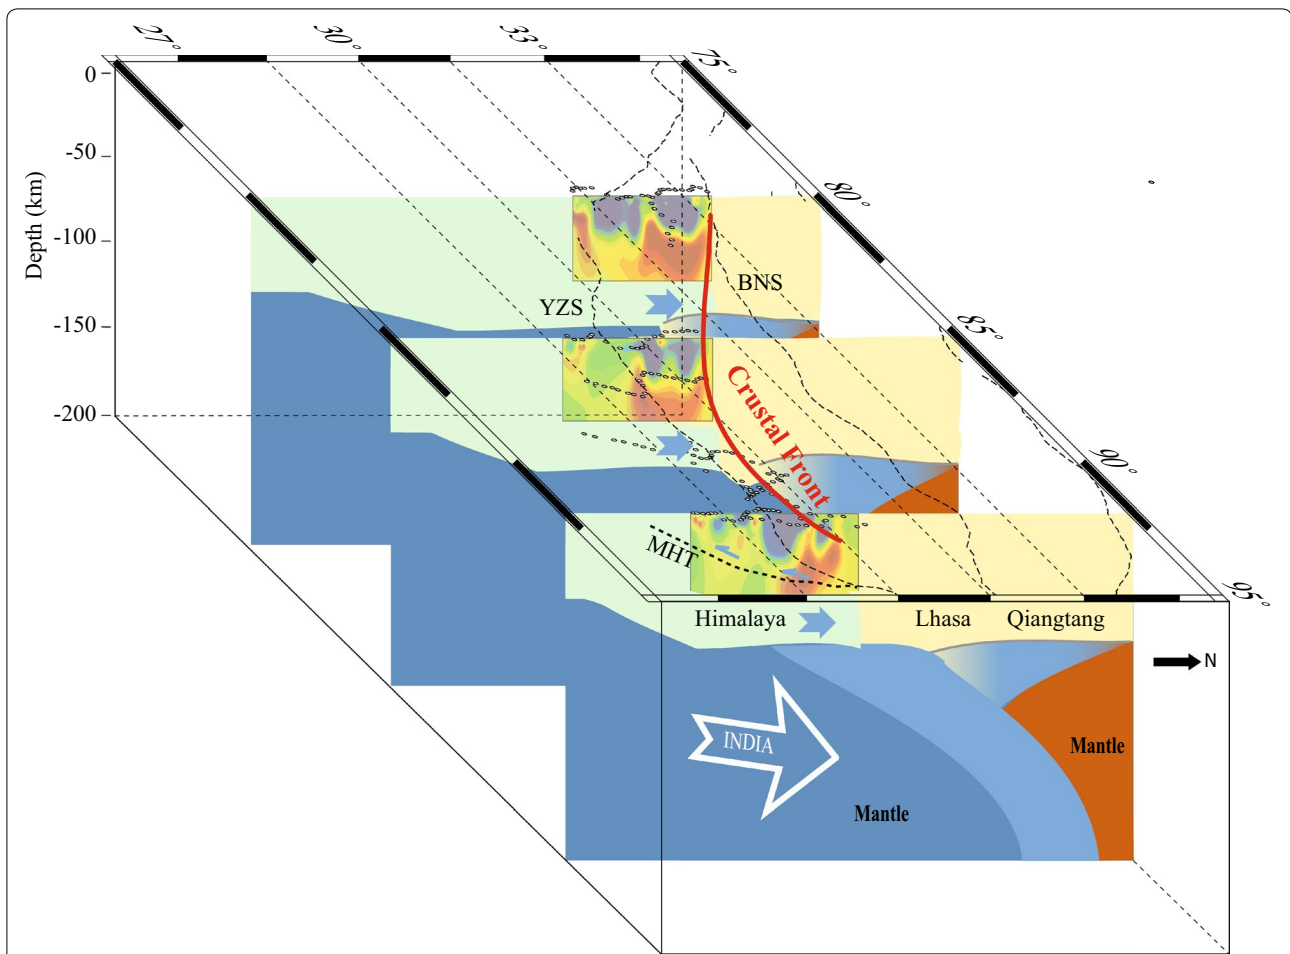 27°
30°
33°
75°
0
-50
-100
-150
-200
Depth (km)
80°
85°
90°
95°
YZS
BNS
Crustal Front
MHT
Himalaya
Lhasa
Qiangtang
N
INDIA
Mantle
Mantle